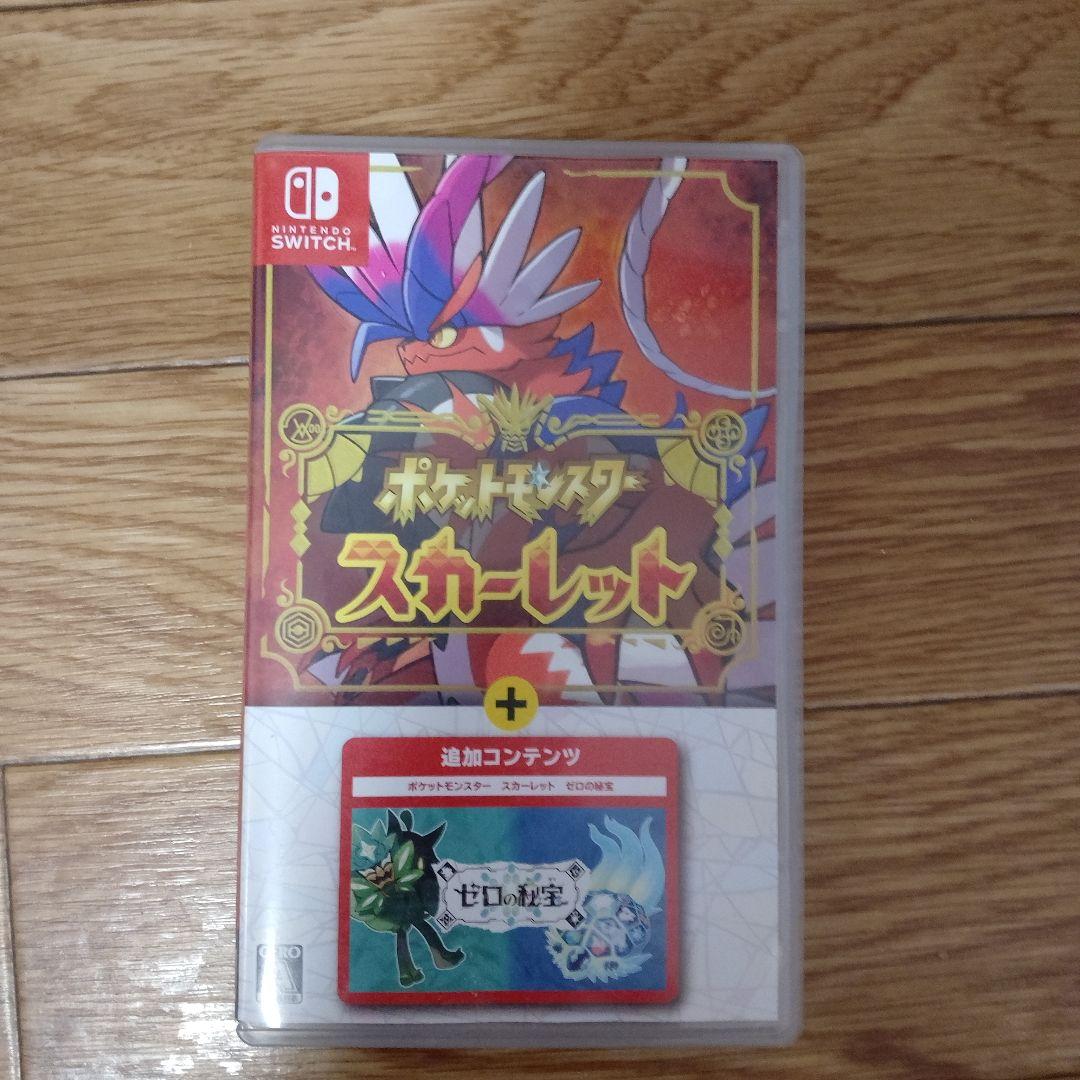 NINTENDO
SWITCH™
ポケットモンスター
スカーレット
+
追加コンテンツ
ポケットモンスター スカーレット ゼロの秘宝
ゼロの秘宝
CERO
A